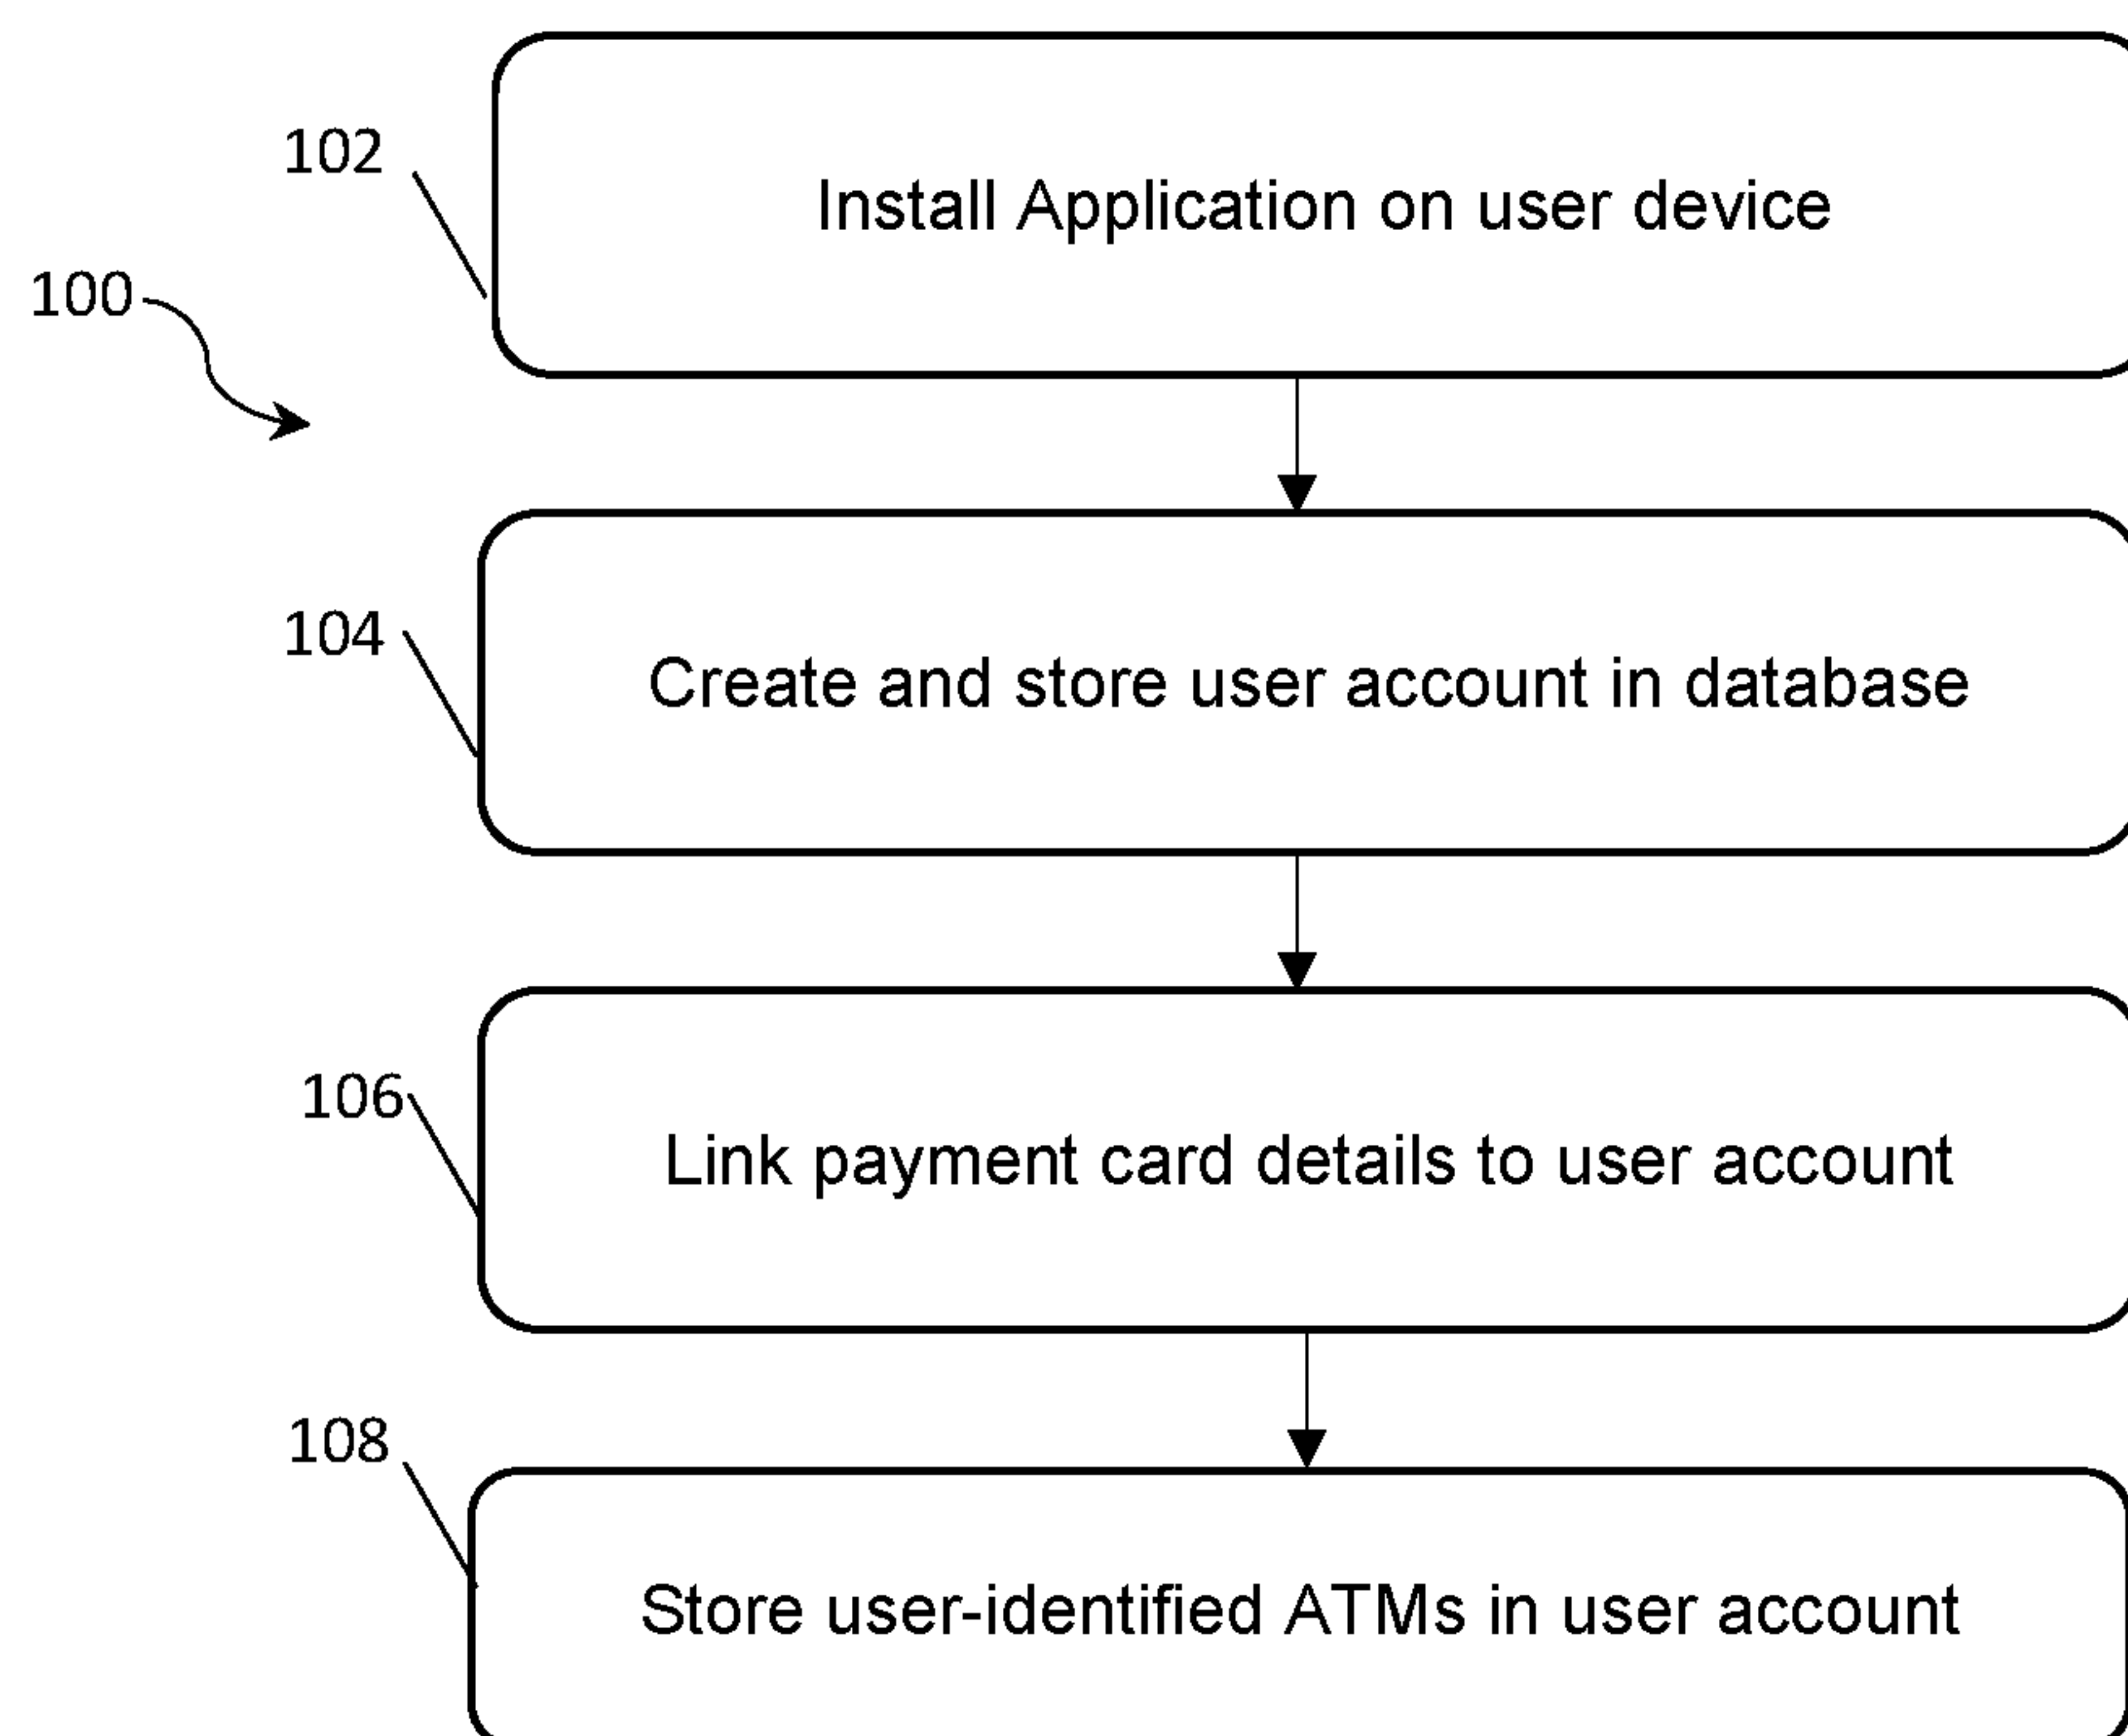 102
Install Application on user device
100
104
Create and store user account in database
106
Link payment card details to user account
108
Store user-identified ATMs in user account